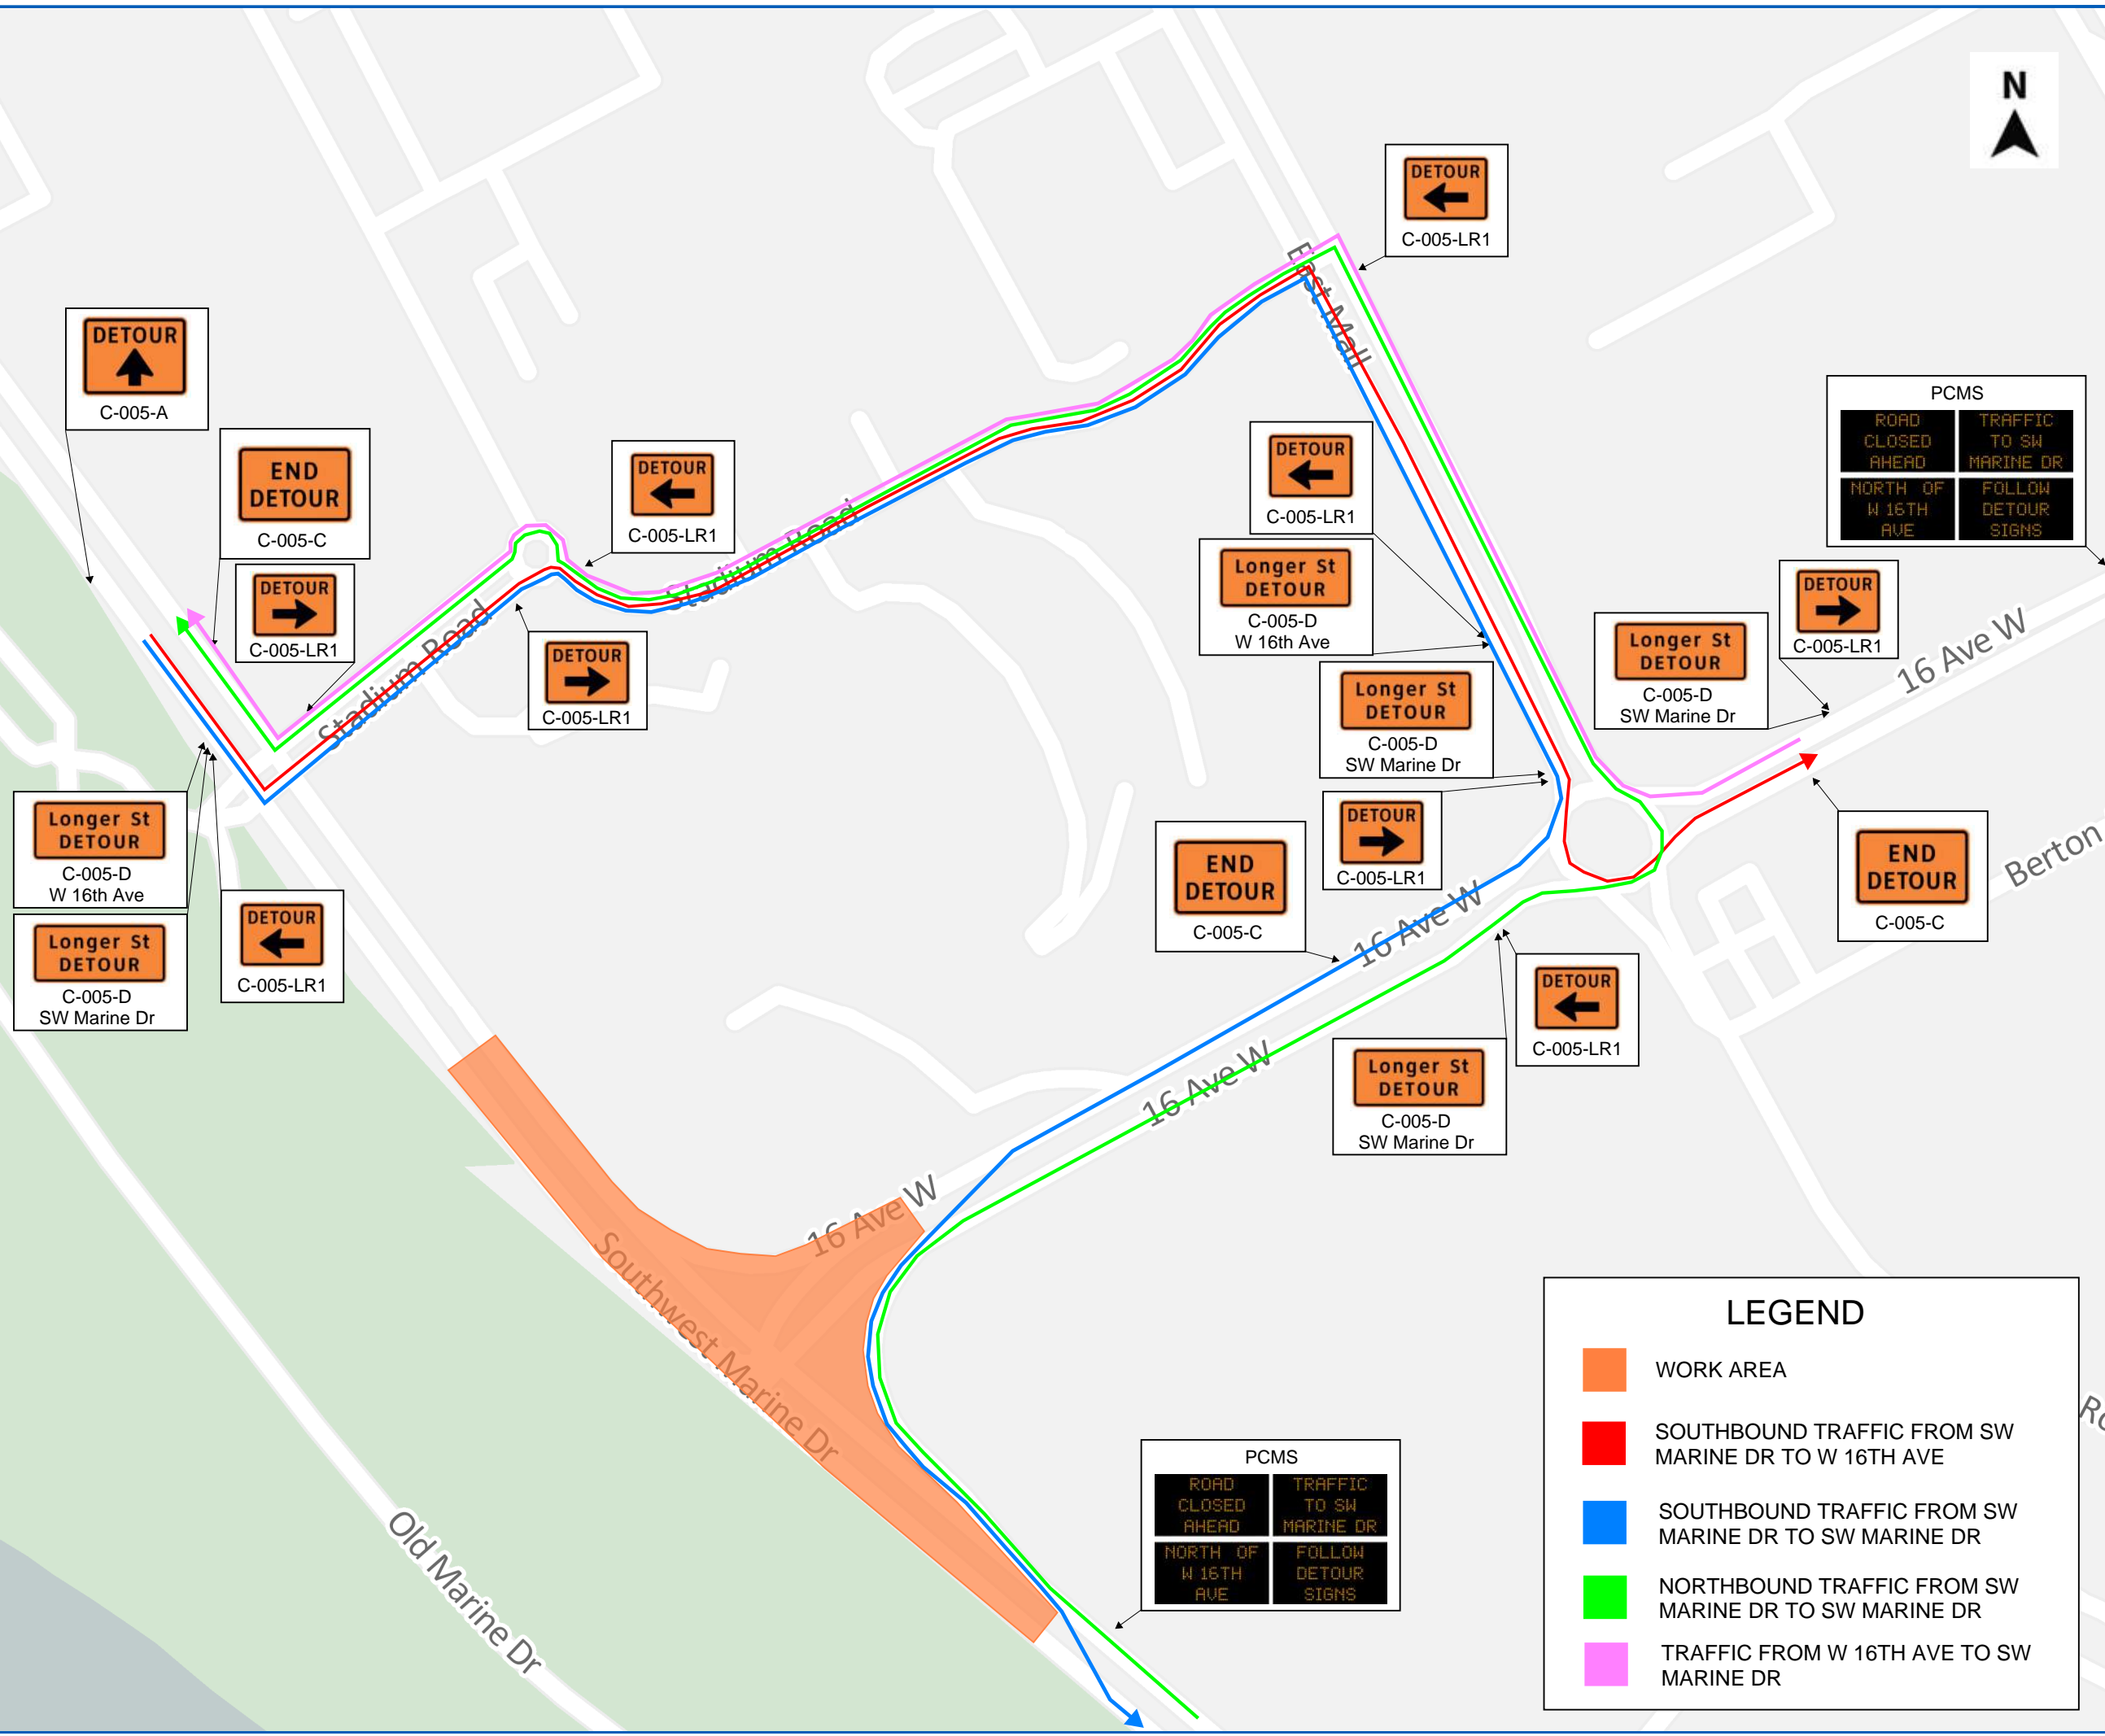 N
DETOUR
C-005-LR1
DETOUR
C-005-A
END
DETOUR
C-005-C
DETOUR
C-005-LR1
DETOUR
C-005-LR1
DETOUR
C-005-LR1
East Mall
Stadium Road
Stadium Road
DETOUR
C-005-LR1
Longer St
DETOUR
C-005-D
W 16th Ave
Longer St
DETOUR
C-005-D
SW Marine Dr
DETOUR
C-005-LR1
PCMS
ROAD
CLOSED
AHEAD
TRAFFIC
TO SW
MARINE DR
NORTH OF
W 16TH
AVE
FOLLOW
DETOUR
SIGNS
DETOUR
C-005-LR1
Longer St
DETOUR
C-005-D
SW Marine Dr
16 Ave W
Berton
END
DETOUR
C-005-C
END
DETOUR
C-005-C
16 Ave W
Longer St
DETOUR
C-005-D
W 16th Ave
Longer St
DETOUR
C-005-D
SW Marine Dr
DETOUR
C-005-LR1
DETOUR
C-005-LR1
Longer St
DETOUR
C-005-D
SW Marine Dr
16 Ave W
16 Ave W
Southwest Marine Dr
Old Marine Dr
PCMS
ROAD
CLOSED
AHEAD
TRAFFIC
TO SW
MARINE DR
NORTH OF
W 16TH
AVE
FOLLOW
DETOUR
SIGNS
LEGEND
WORK AREA
SOUTHBOUND TRAFFIC FROM SW
MARINE DR TO W 16TH AVE
SOUTHBOUND TRAFFIC FROM SW
MARINE DR TO SW MARINE DR
NORTHBOUND TRAFFIC FROM SW
MARINE DR TO SW MARINE DR
TRAFFIC FROM W 16TH AVE TO SW
MARINE DR